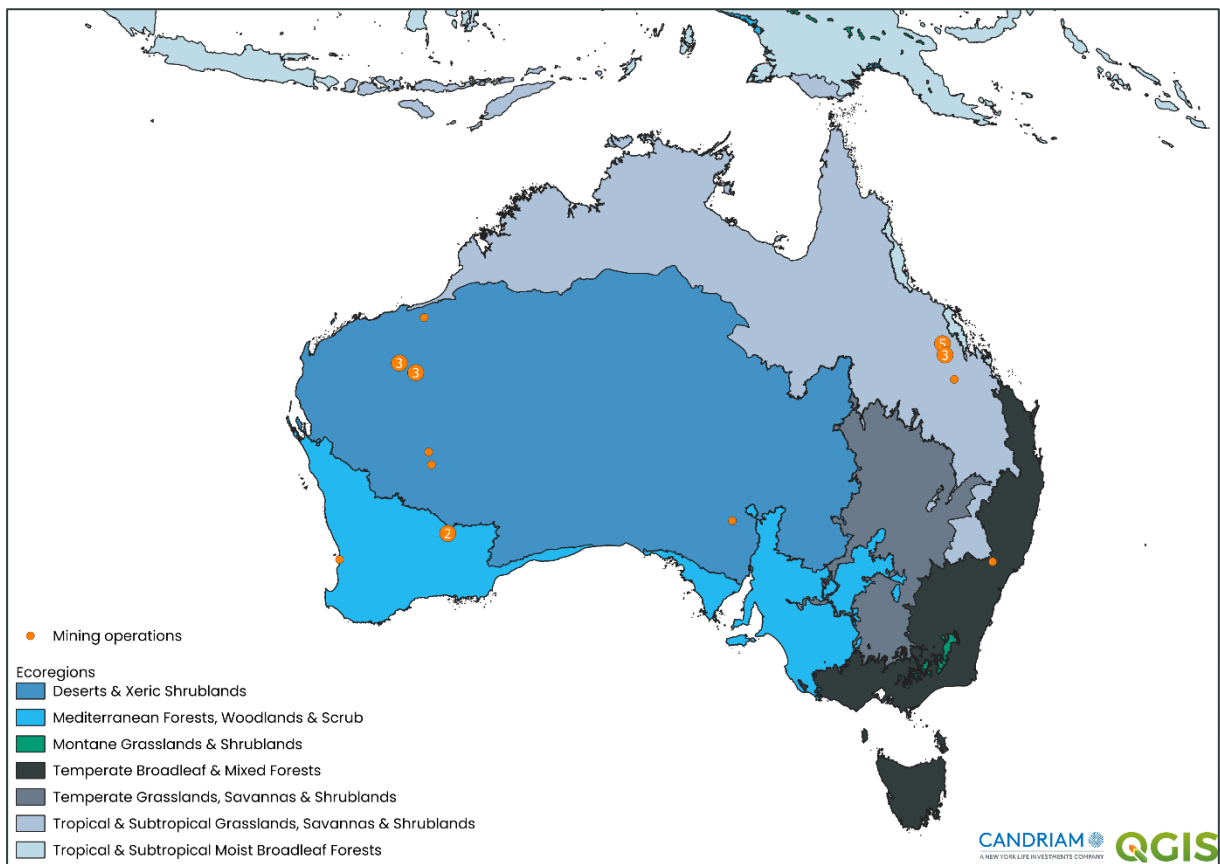 5
3
3
3
2
Mining operations
Ecoregions
Deserts & Xeric Shrublands
Mediterranean Forests, Woodlands & Scrub
Montane Grasslands & Shrublands
Temperate Broadleaf & Mixed Forests
Temperate Grasslands, Savannas & Shrublands
Tropical & Subtropical Grasslands, Savannas & Shrublands
Tropical & Subtropical Moist Broadleaf Forests
CANDRIAM
A NEW YORK LIFE INVESTMENTS COMPANY
QGIS